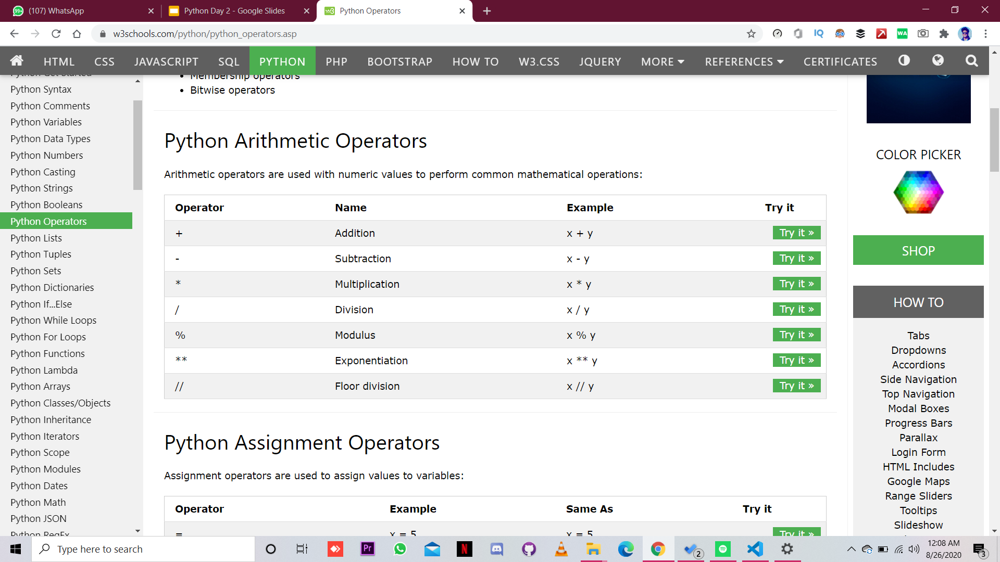 (107) WhatsApp
Python Day 2 - Google Slides
Python Operators
w3schools.com/python/python_operators.asp
IQ
WA
HTML CSS JAVASCRIPT SQL PYTHON PHP BOOTSTRAP HOW TO W3.CSS JQUERY MORE REFERENCES CERTIFICATES
Python Get Started
Python Syntax
Python Comments
Python Variables
Python Data Types
Python Numbers
Python Casting
Python Strings
Python Booleans
Python Operators
Python Lists
Python Tuples
Python Sets
Python Dictionaries
Python If...Else
Python While Loops
Python For Loops
Python Functions
Python Lambda
Python Arrays
Python Classes/Objects
Python Inheritance
Python Iterators
Python Scope
Python Modules
Python Dates
Python Math
Python JSON
Python RegEx
Membership operators
Bitwise operators
Python Arithmetic Operators
Arithmetic operators are used with numeric values to perform common mathematical operations:
Operator Name Example Try it
+ Addition x + y Try it »
- Subtraction x - y Try it »
* Multiplication x * y Try it »
/ Division x / y Try it »
% Modulus x % y Try it »
** Exponentiation x ** y Try it »
// Floor division x // y Try it »
Python Assignment Operators
Assignment operators are used to assign values to variables:
Operator Example Same As Try it
= x = 5 x = 5 Try it »
COLOR PICKER
SHOP
HOW TO
Tabs
Dropdowns
Accordions
Side Navigation
Top Navigation
Modal Boxes
Progress Bars
Parallax
Login Form
HTML Includes
Google Maps
Range Sliders
Tooltips
Slideshow
Type here to search
Pr
N
2
12:08 AM
8/26/2020
3